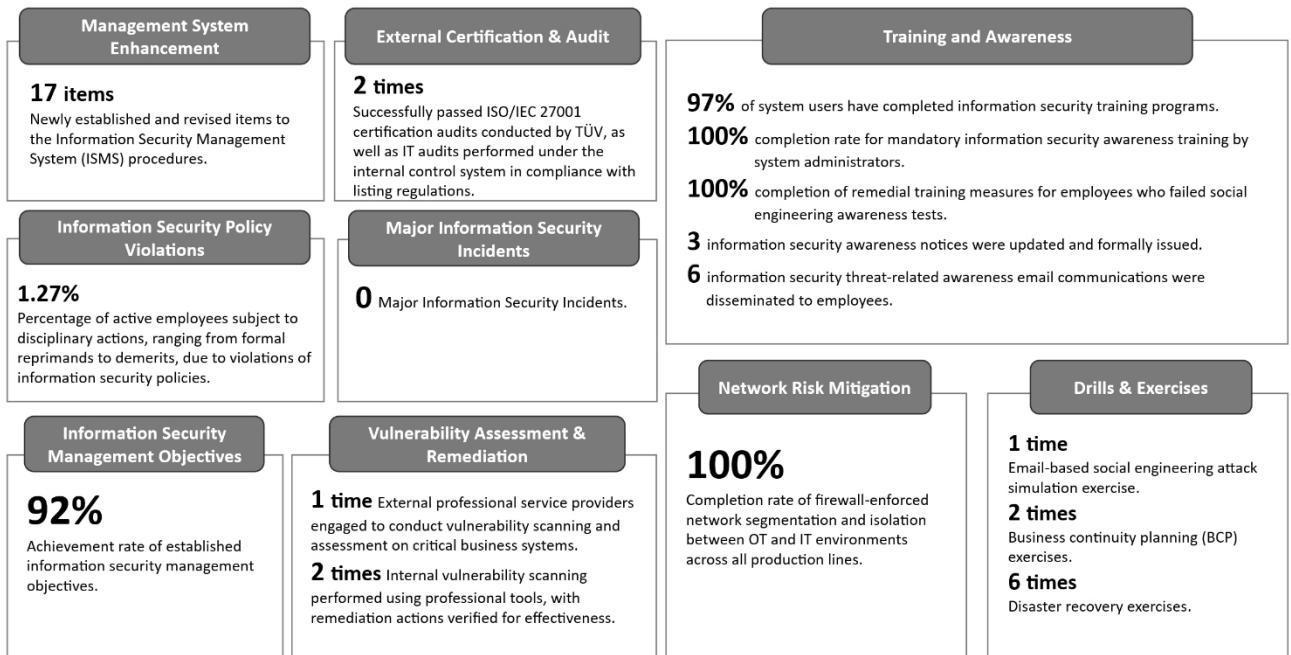 Management System
Enhancement
17 items
Newly established and revised items to
the Information Security Management
System (ISMS) procedures.
External Certification & Audit
2 times
Successfully passed ISO/IEC 27001
certification audits conducted by TÜV, as
well as IT audits performed under the
internal control system in compliance with
listing regulations.
Training and Awareness
97% of system users have completed information security training programs.
100% completion rate for mandatory information security awareness training by
system administrators.
100% completion of remedial training measures for employees who failed social
engineering awareness tests.
3 information security awareness notices were updated and formally issued.
6 information security threat-related awareness email communications were
disseminated to employees.
Information Security Policy
Violations
1.27%
Percentage of active employees subject to
disciplinary actions, ranging from formal
reprimands to demerits, due to violations of
information security policies.
Major Information Security
Incidents
0 Major Information Security Incidents.
Information Security
Management Objectives
92%
Achievement rate of established
information security management
objectives.
Vulnerability Assessment &
Remediation
1 time External professional service providers
engaged to conduct vulnerability scanning and
assessment on critical business systems.
2 times Internal vulnerability scanning
performed using professional tools, with
remediation actions verified for effectiveness.
Network Risk Mitigation
100%
Completion rate of firewall-enforced
network segmentation and isolation
between OT and IT environments
across all production lines.
Drills & Exercises
1 time
Email-based social engineering attack
simulation exercise.
2 times
Business continuity planning (BCP)
exercises.
6 times
Disaster recovery exercises.